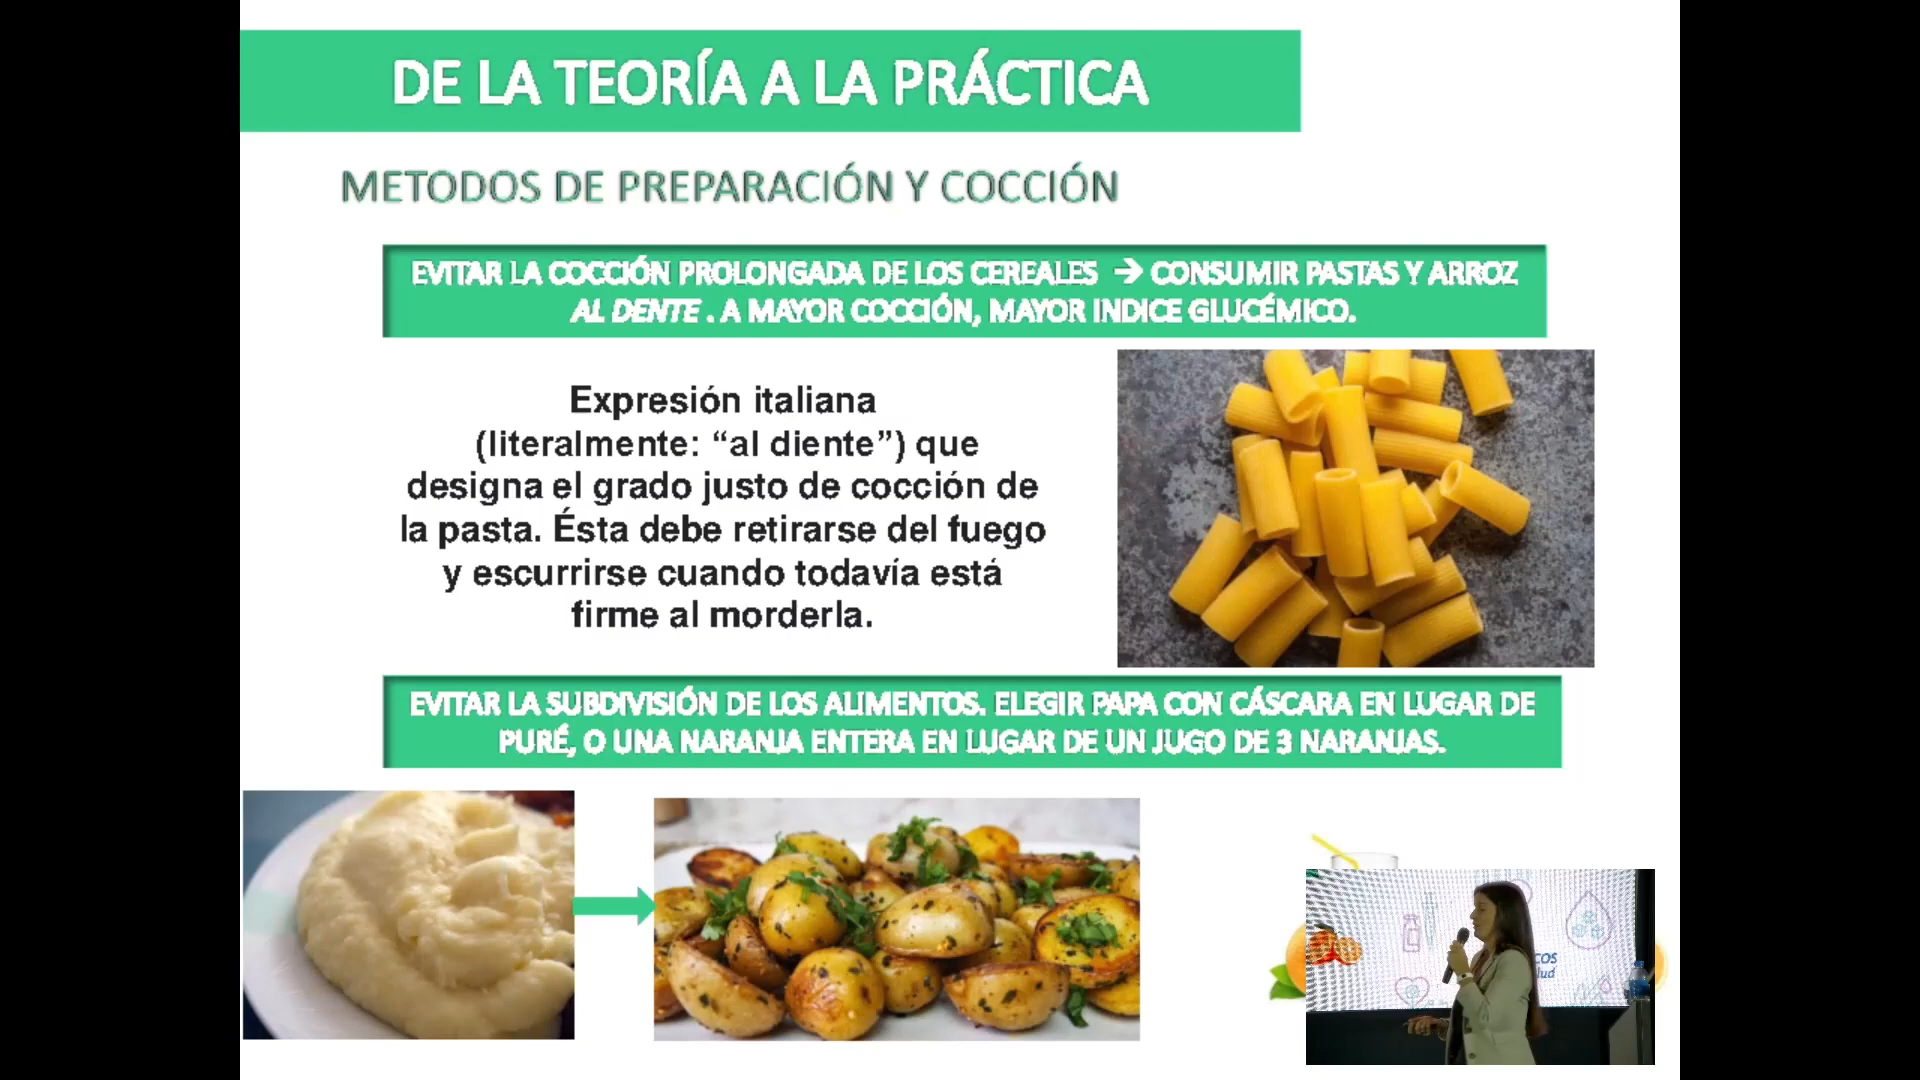 DE LA TEORÍA A LA PRÁCTICA
METODOS DE PREPARACIÓN Y COCCIÓN
EVITAR LA COCCIÓN PROLONGADA DE LOS CEREALES → CONSUMIR PASTAS Y ARROZ
AL DENTE . A MAYOR COCCIÓN, MAYOR INDICE GLUCÉMICO.
Expresión italiana
(literalmente: “al diente”) que
designa el grado justo de cocción de
la pasta. Ésta debe retirarse del fuego
y escurrirse cuando todavía está
firme al morderla.
EVITAR LA SUBDIVISIÓN DE LOS ALIMENTOS. ELEGIR PAPA CON CÁSCARA EN LUGAR DE
PURÉ, O UNA NARANJA ENTERA EN LUGAR DE UN JUGO DE 3 NARANJAS.